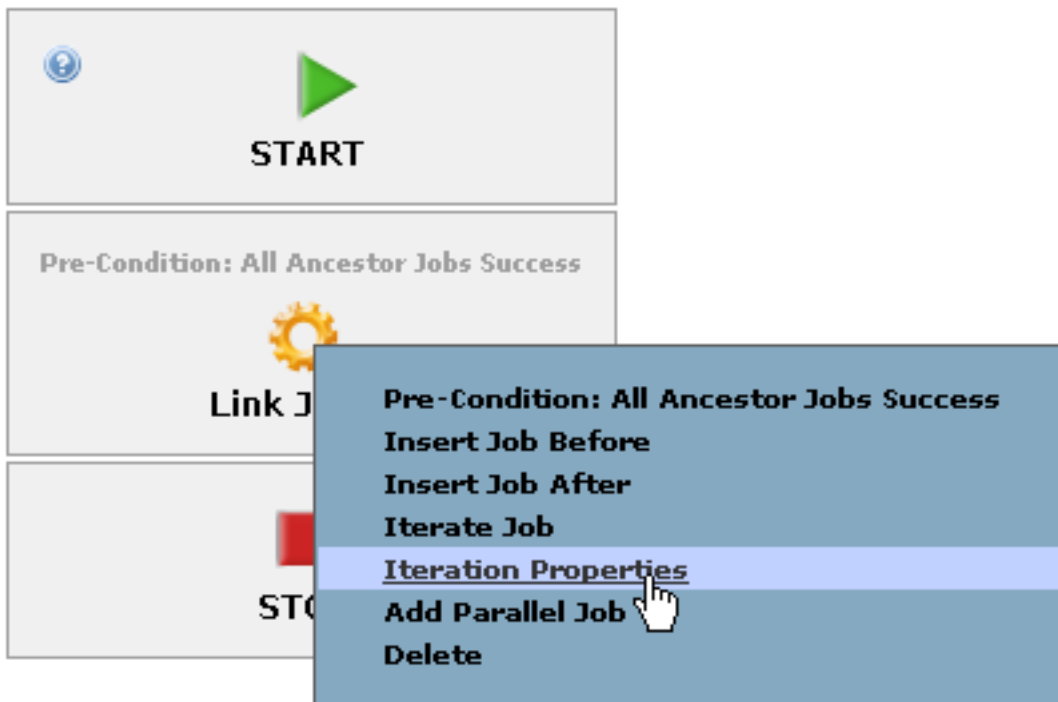 START
Pre-Condition: All Ancestor Jobs Success
Link J
Pre-Condition: All Ancestor Jobs Success
Insert Job Before
Insert Job After
Iterate Job
Iteration Properties
Add Parallel Job
Delete